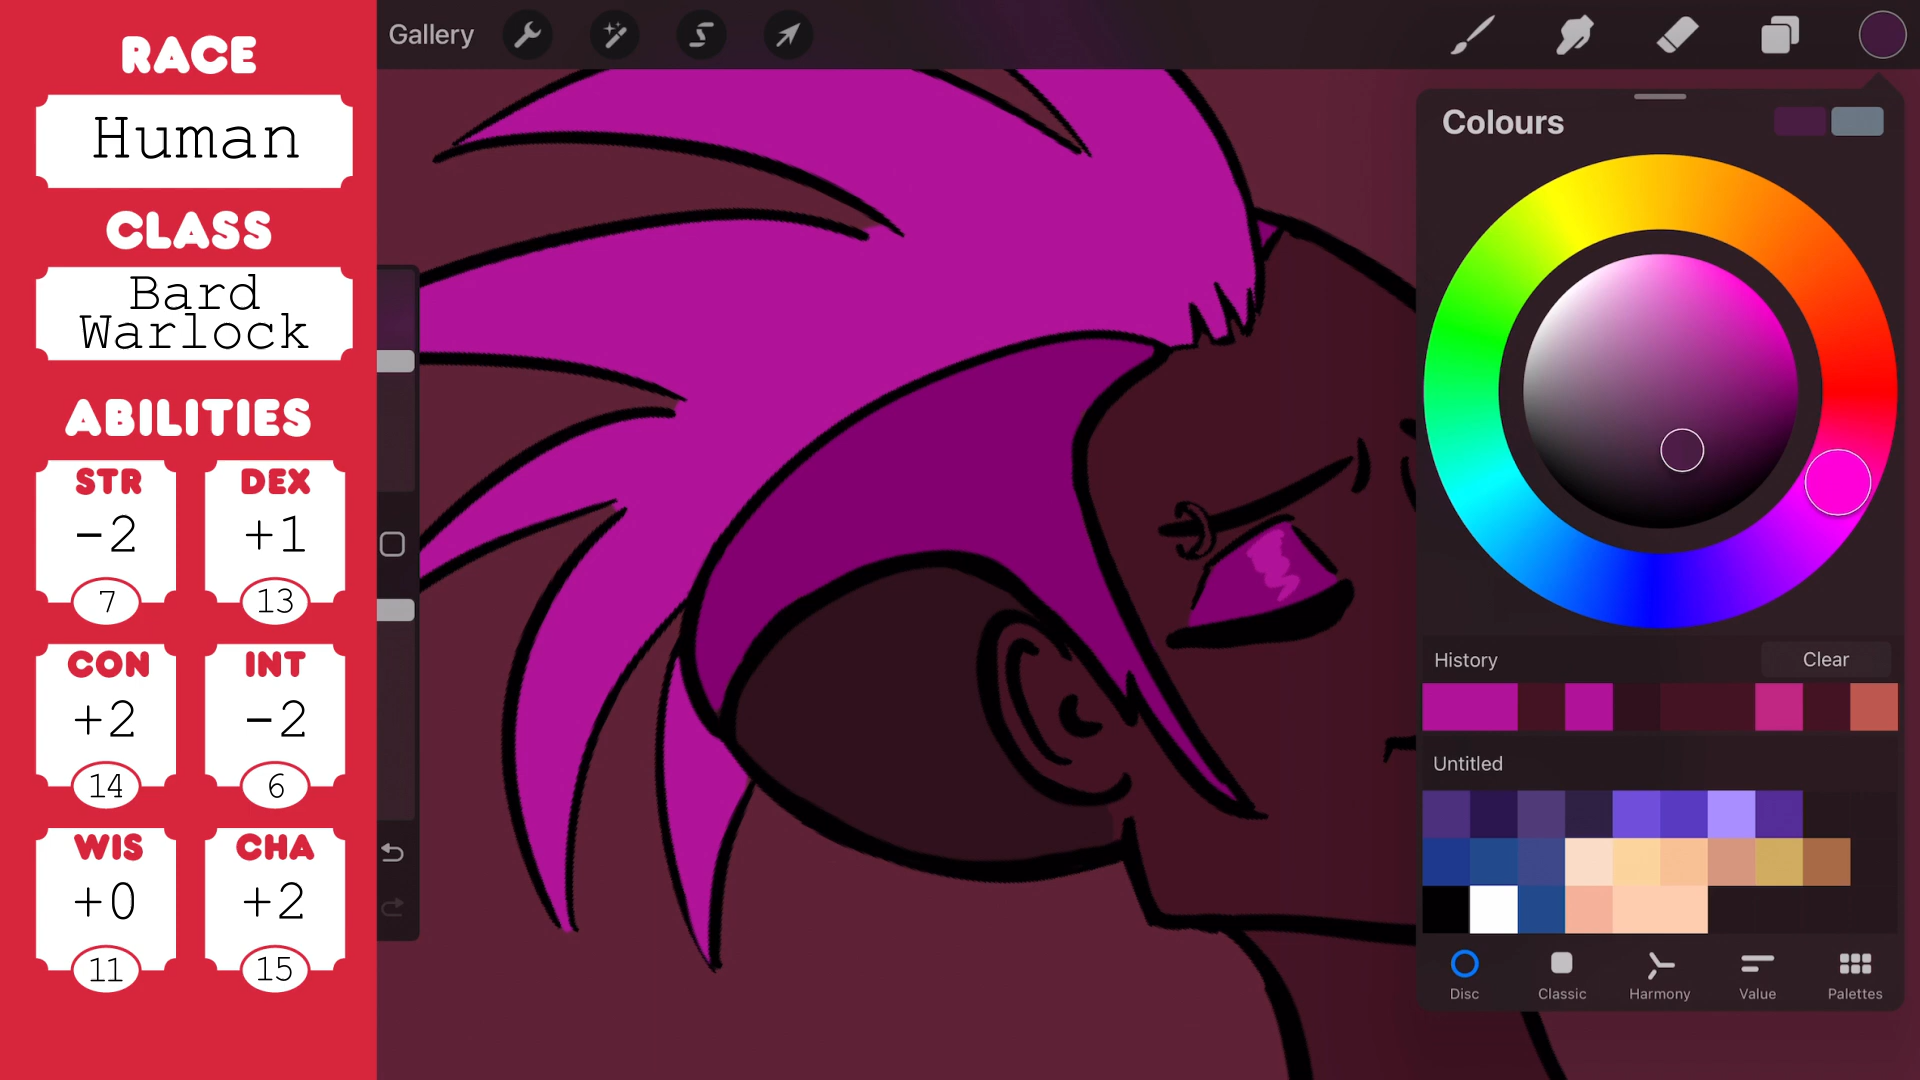 RACE
Human
CLASS
Bard
Warlock
ABILITIES
STR
-2
7
DEX
+1
13
CON
+2
14
INT
-2
6
WIS
+0
11
CHA
+2
15
Gallery
Colours
History
Clear
Untitled
Disc
Classic
Harmony
Value
Palettes